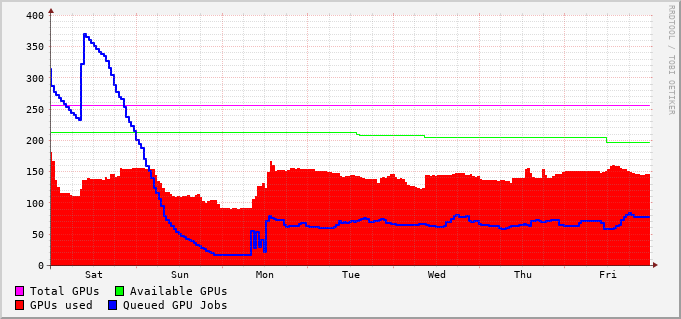 RRDTOOL / TOBI OETIKER
400
350
300
250
200
150
100
50
0
Sat Sun Mon Tue Wed Thu Fri
Total GPUs Available GPUs
GPUs used Queued GPU Jobs